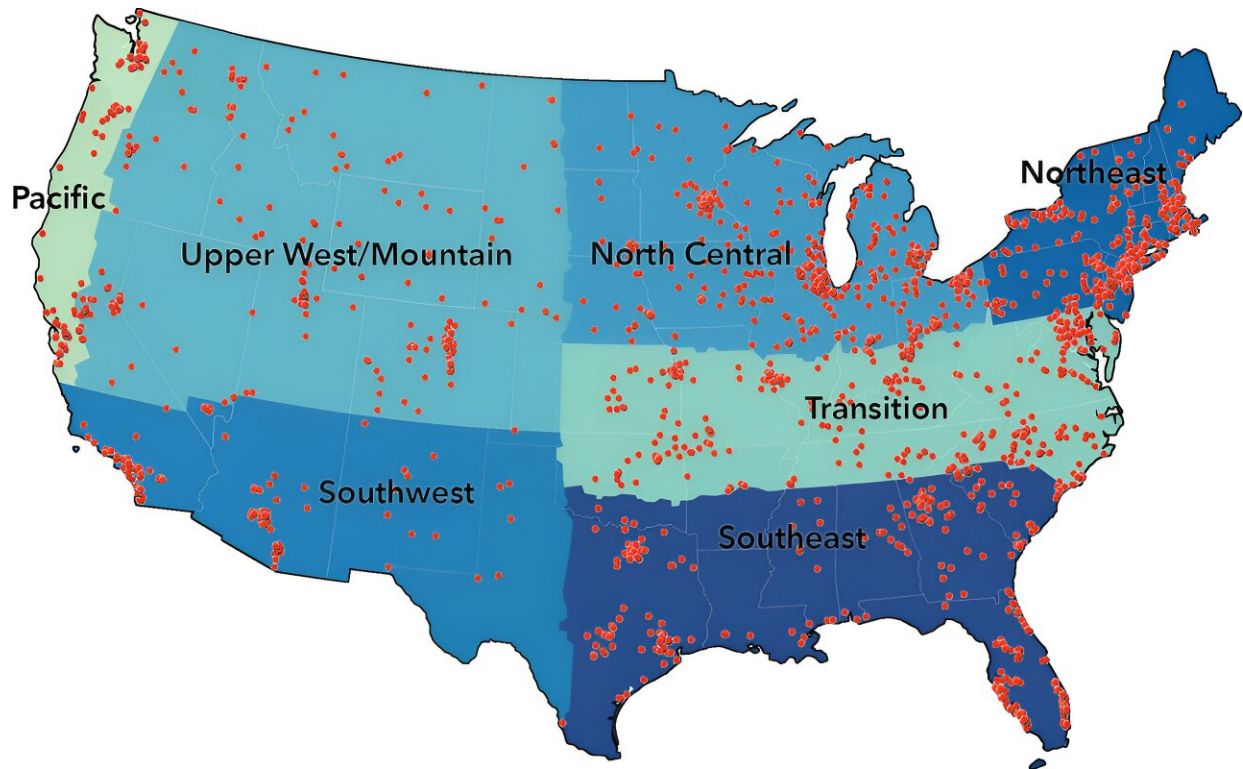 Northeast
Pacific
Upper West/Mountain
North Central
Transition
Southwest
Southeast